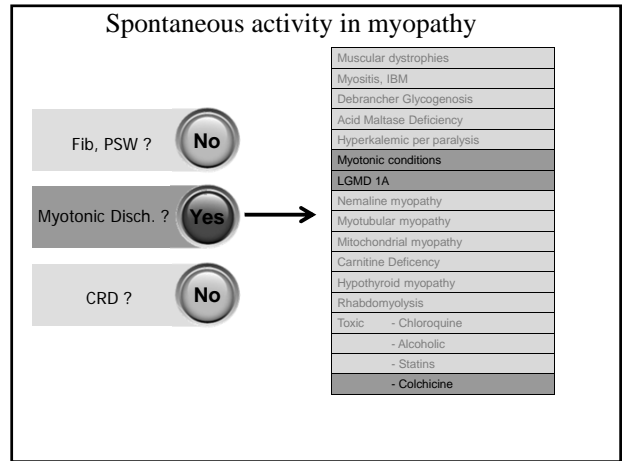 Spontaneous activity in myopathy
Fib, PSW ? No
Myotonic Disch. ? Yes
CRD ? No
Muscular dystrophies
Myositis, IBM
Debrancher Glycogenosis
Acid Maltase Deficiency
Hyperkalemic per paralysis
Myotonic conditions
LGMD 1A
Nemaline myopathy
Myotubular myopathy
Mitochondrial myopathy
Carnitine Deficency
Hypothyroid myopathy
Rhabdomyolysis
Toxic - Chloroquine
- Alcoholic
- Statins
- Colchicine